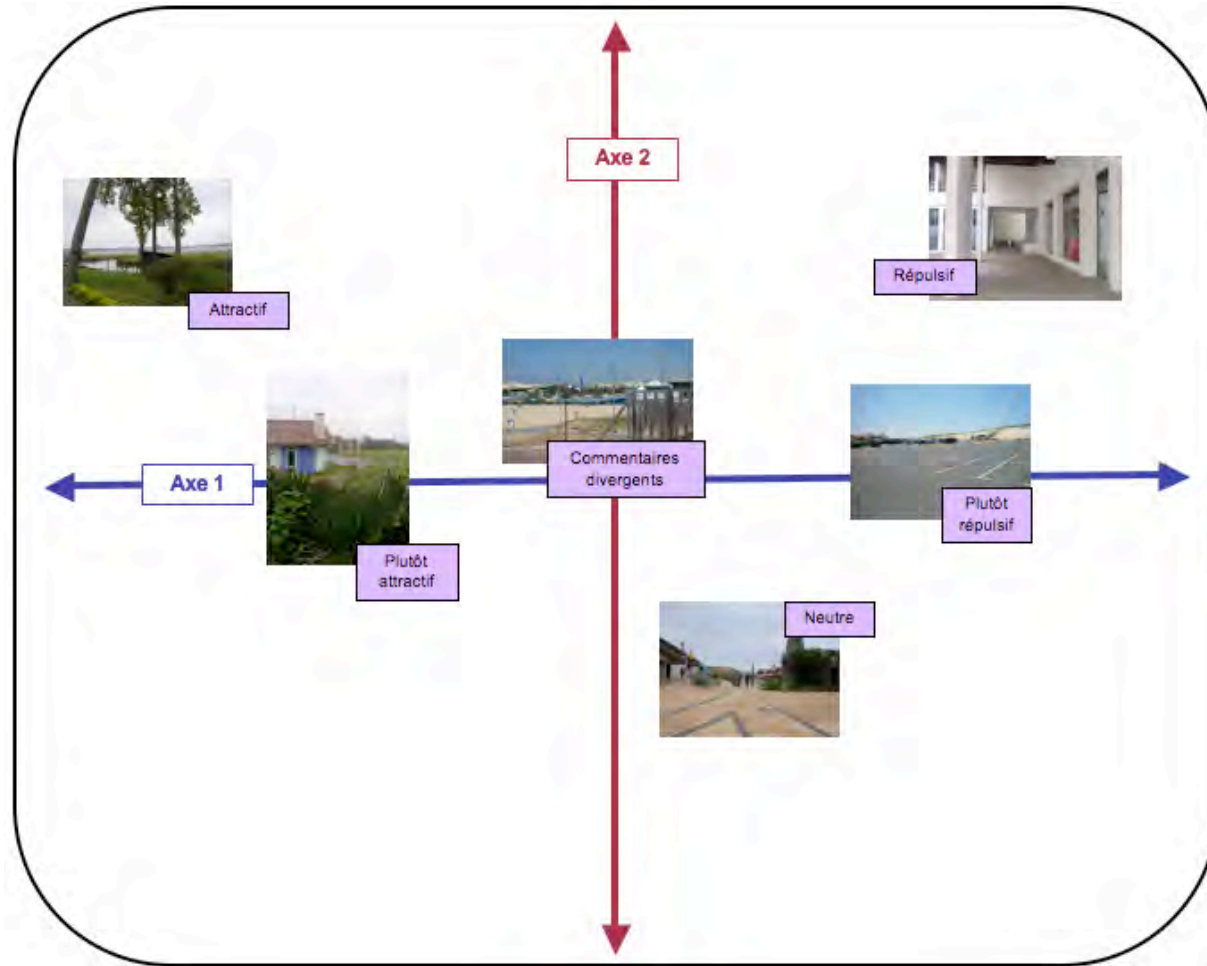 Axe 2
Répulsif
Attractif
Commentaires
divergents
Axe 1
Plutôt
répulsif
Plutôt
attractif
Neutre